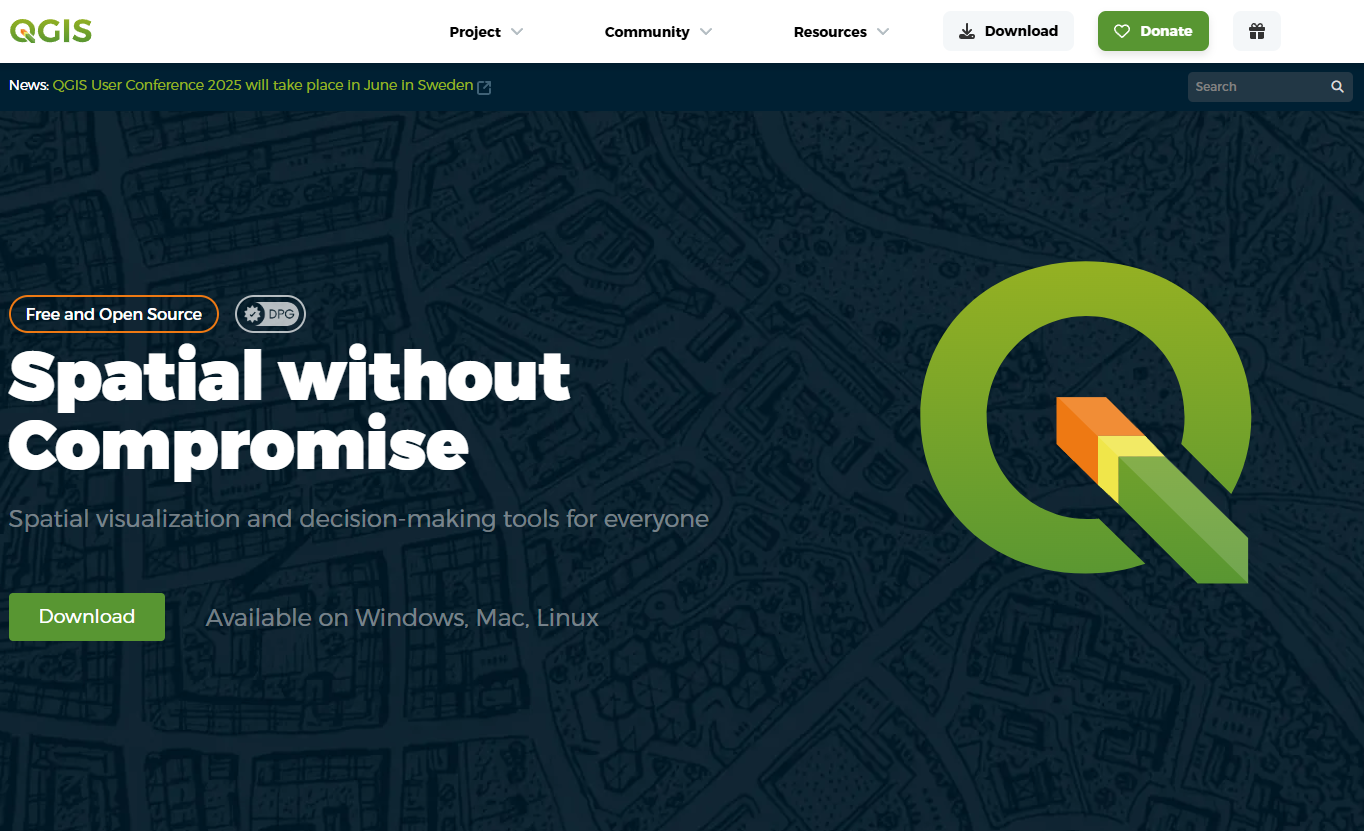 QGIS
Project
Community
Resources
Download
Donate
News: QGIS User Conference 2025 will take place in June in Sweden
Search
Free and Open Source
DPG
Spatial without
Compromise
Spatial visualization and decision-making tools for everyone
Download
Available on Windows, Mac, Linux